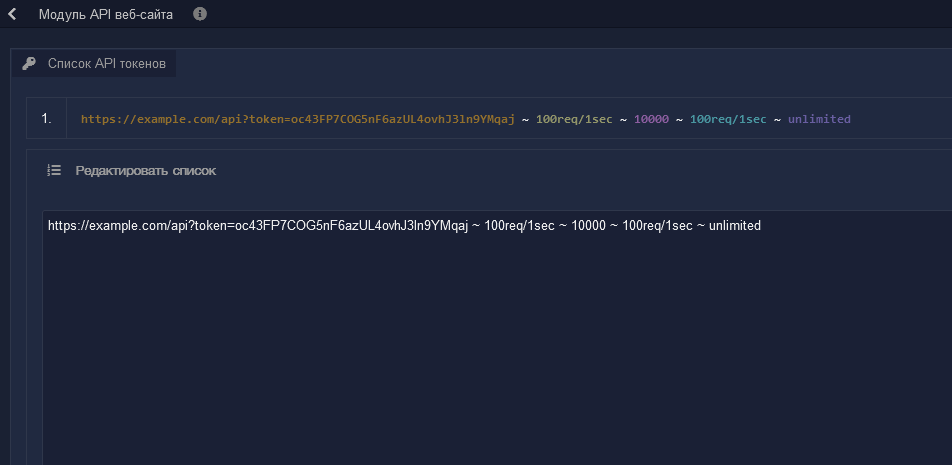 Модуль API веб-сайта
Список API токенов
1. https://example.com/api?token=oc43FP7COG5nF6azUL4ovhJ3ln9YMqaj ~ 100req/1sec ~ 10000 ~ 100req/1sec ~ unlimited
Редактировать список
https://example.com/api?token=oc43FP7COG5nF6azUL4ovhJ3ln9YMqaj ~ 100req/1sec ~ 10000 ~ 100req/1sec ~ unlimited